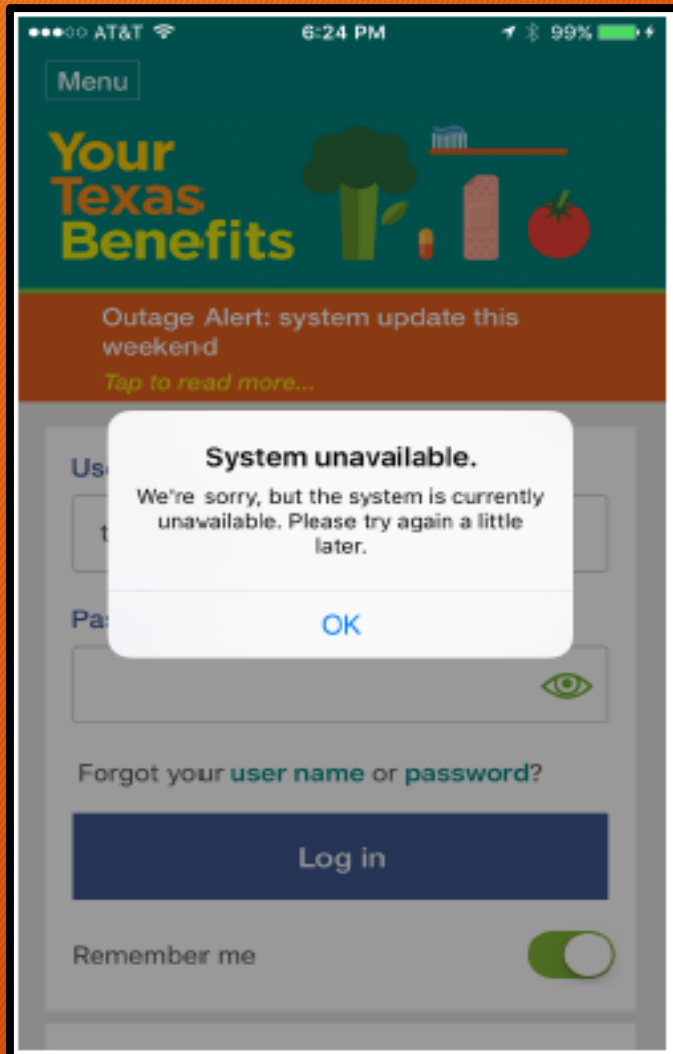 AT&T 6:24 PM 99%
Menu
Your
Texas
Benefits
Outage Alert: system update this
weekend
Tap to read more...
System unavailable.
We're sorry, but the system is currently
unavailable. Please try again a little
later.
OK
Us
t
Pa
Forgot your user name or password?
Log in
Remember me